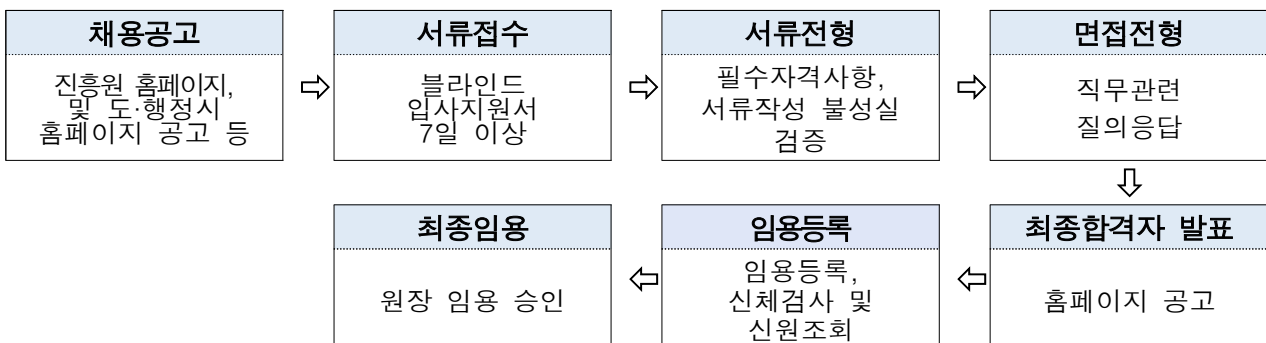 채용공고
진흥원 홈페이지,
및 도·행정시
홈페이지 공고 등
⇨
서류접수
블라인드
입사지원서
7일 이상
⇨
서류전형
필수자격사항,
서류작성 불성실
검증
⇨
면접전형
직무관련
질의응답
⇩
최종합격자 발표
홈페이지 공고
⇦
임용등록
임용등록,
신체검사 및
신원조회
⇦
최종임용
원장 임용 승인